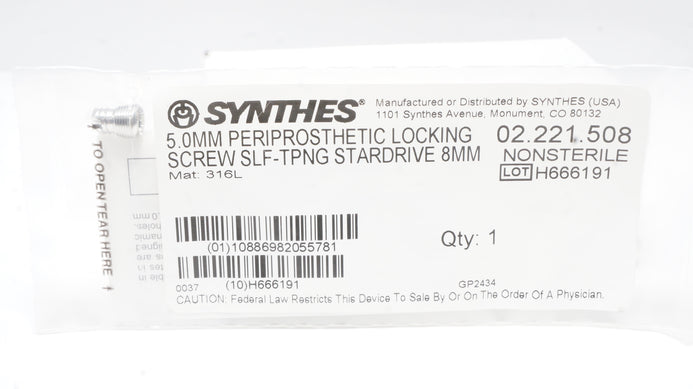 SYNTHES®
Manufactured or Distributed by SYNTHES (USA)
1101 Synthes Avenue, Monument, CO 80132
5.0MM PERIPROSTHETIC LOCKING
SCREW SLF-TPNG STARDRIVE 8MM
Mat: 316L
02.221.508
NONSTERILE
LOT H666191
(01)10886982055781
Qty: 1
(10)H666191
0037
GP2434
CAUTION: Federal Law Restricts This Device To Sale By Or On The Order Of A Physician.
TO OPEN TEAR HERE